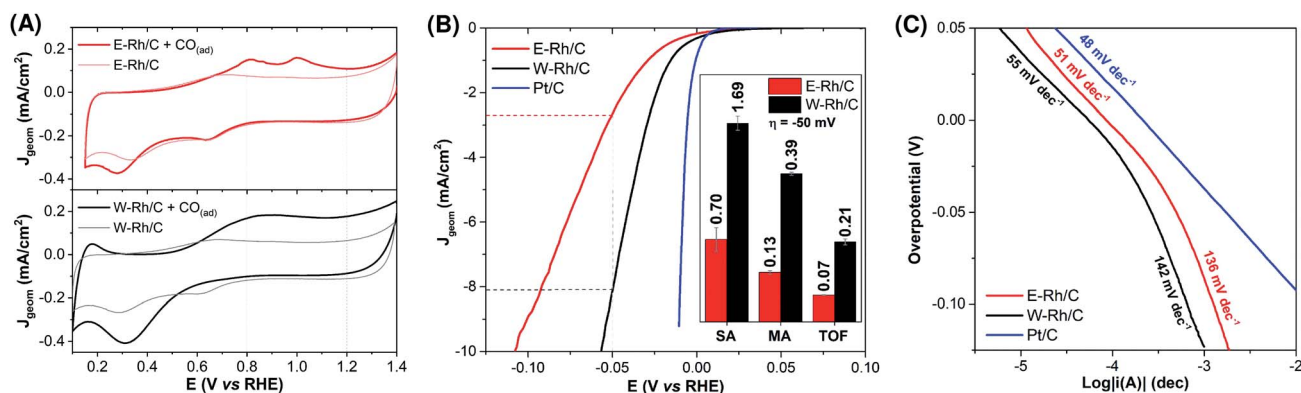 (A)
E-Rh/C + CO(ad)
E-Rh/C
0.2
0.0
-0.2
-0.4
Jgeom (mA/cm²)
W-Rh/C + CO(ad)
W-Rh/C
0.2
0.0
0.2
-0.4
Jgeom (mA/cm²)
0.2 0.4 0.6 0.8 1.0 1.2 1.4
E (V vs RHE)
(B)
E-Rh/C
W-Rh/C
Pt/C
0
-2
-4
-6
8
-10
Jgeom (mA/cm²)
E-Rh/C
W-Rh/C
η = -50 mV
0.70
1.69
0.13
0.39
0.07
0.21
SA MA TOF
-0.10 -0.05 0.00 0.05
E (V vs RHE)
(C)
0.05
0.00
-0.05
-0.10
Overpotential (V)
48 mV dec-1
51 mV dec-1
55 mV dec-1
136 mV dec-1
142 mV dec-1
E-Rh/C
W-Rh/C
Pt/C
-5 -4 -3 -2
Log|i(A)| (dec)